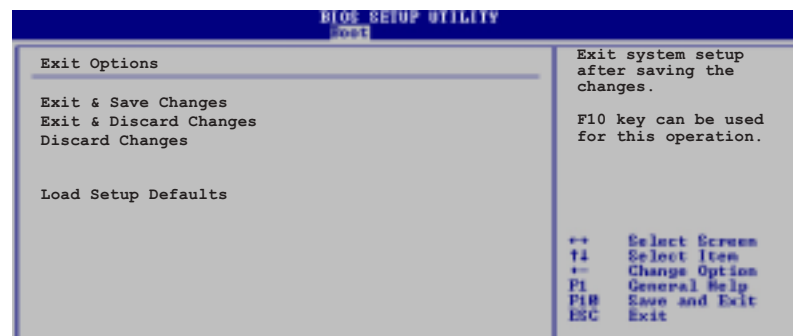 BIOS SETUP UTILITY
Boot
Exit Options
Exit & Save Changes
Exit & Discard Changes
Discard Changes
Load Setup Defaults
Exit system setup
after saving the
changes.
F10 key can be used
for this operation.
↔ Select Screen
↑↓ Select Item
+- Change Option
F1 General Help
F10 Save and Exit
ESC Exit